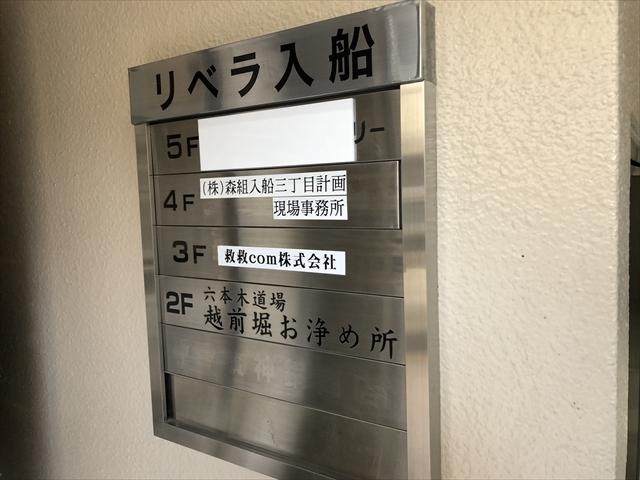 リベラ入船
5F リー
4F (株)森組入船三丁目計画
現場事務所
3F 救救com株式会社
2F 六本木道場
越前堀お浄め所